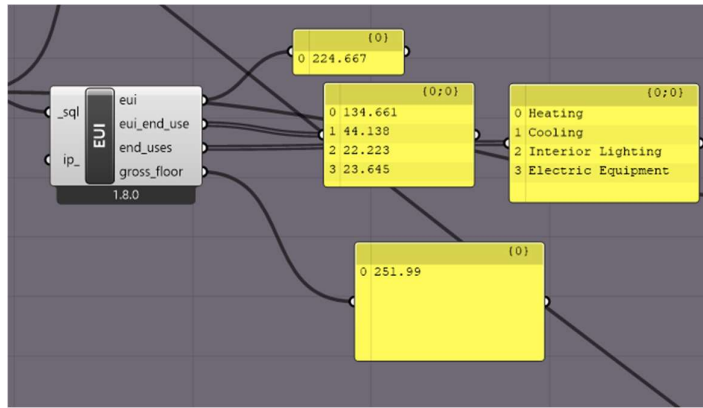 _sql
ip_
EUI
eui
eui_end_use
end_uses
gross_floor
1.8.0
{0}
0 224.667
{0;0}
0 134.661
1 44.138
2 22.223
3 23.645
{0;0}
0 Heating
1 Cooling
2 Interior Lighting
3 Electric Equipment
{0}
0 251.99